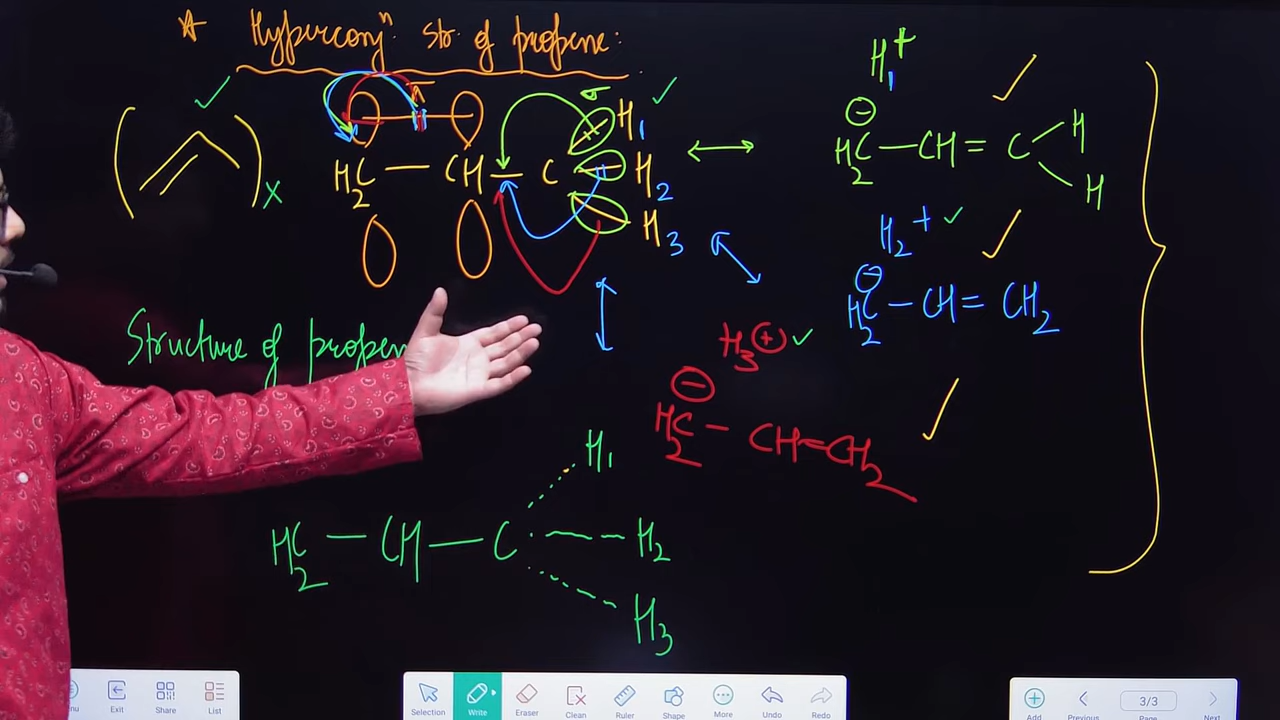 ☆ Hyperconjⁿ. str. of propene:
H₂C — CH — C H₁ H₂ H₃
H₁⁺
H₂C⊖ — CH = C H H
H₂⁺
H₂C⊖ — CH = CH₂
H₃⊕
H₂C⊖ — CH = CH₂
σ
π
x
Structure of propen
H₂C — CH — C H₁ H₂ H₃
Exit Share List
Selection Write Eraser Clean Ruler Shape More Undo Redo
Add Previous 3/3 Page Next